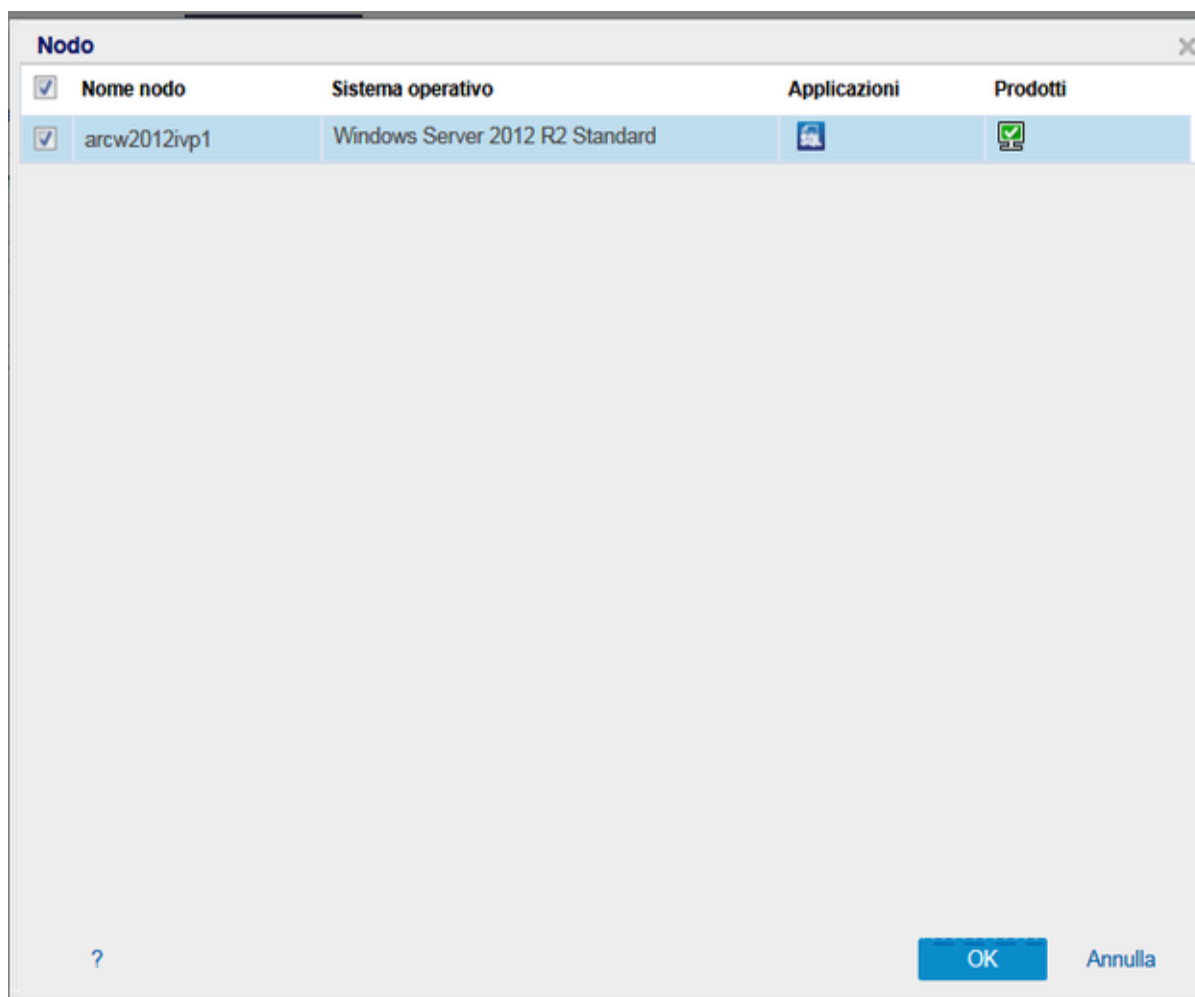 Nodo
Nome nodo Sistema operativo Applicazioni Prodotti
arcw2012ivp1 Windows Server 2012 R2 Standard
? OK Annulla